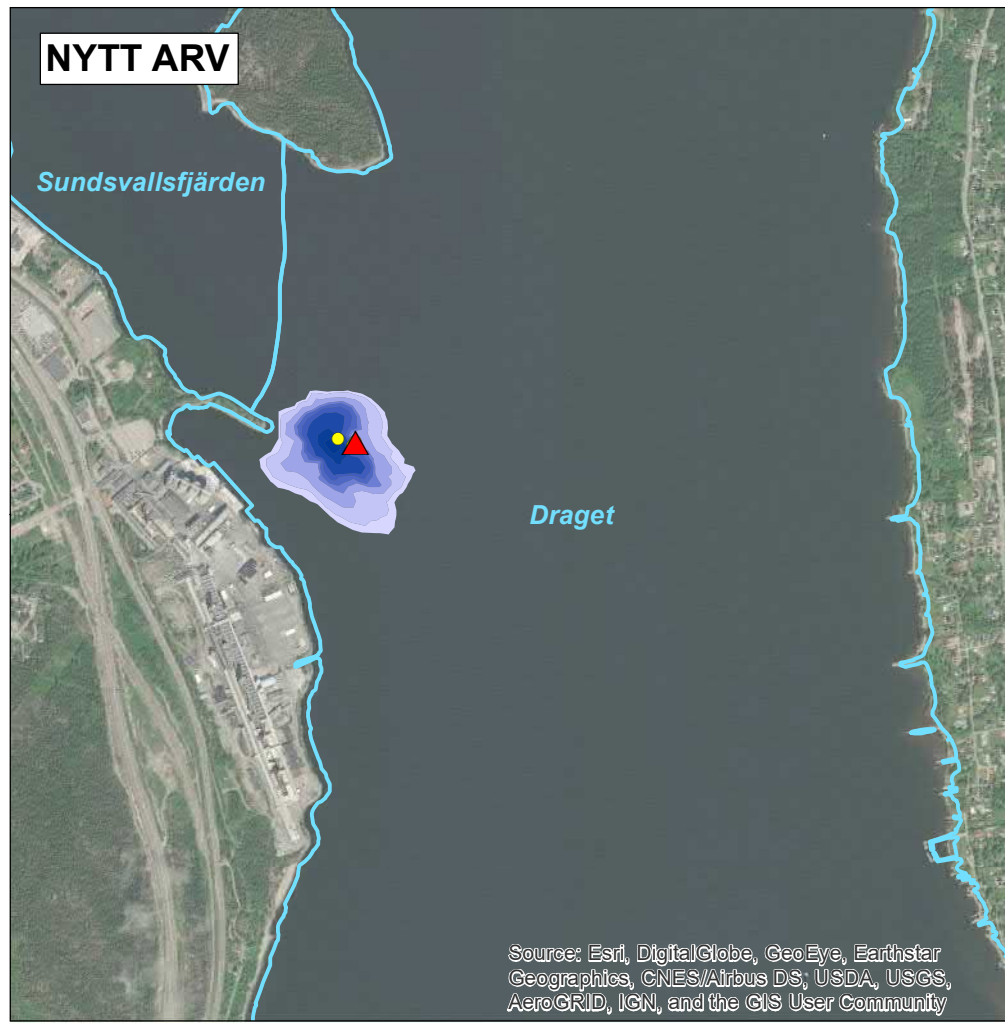 NYTT ARV
Sundsvallsfjärden
Draget
Source: Esri, DigitalGlobe, GeoEye, Earthstar
Geographics, CNES/Airbus DS, USDA, USGS,
AeroGRID, IGN, and the GIS User Community